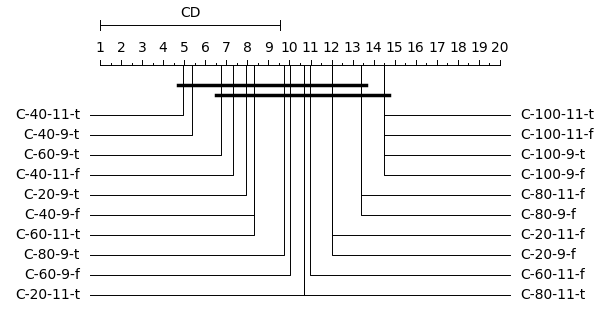 CD
1 2 3 4 5 6 7 8 9 10 11 12 13 14 15 16 17 18 19 20
C-40-11-t C-100-11-t
C-40-9-t C-100-11-f
C-60-9-t C-100-9-t
C-40-11-f C-100-9-f
C-20-9-t C-80-11-f
C-40-9-f C-80-9-f
C-60-11-t C-20-11-f
C-80-9-t C-20-9-f
C-60-9-f C-60-11-f
C-20-11-t C-80-11-t